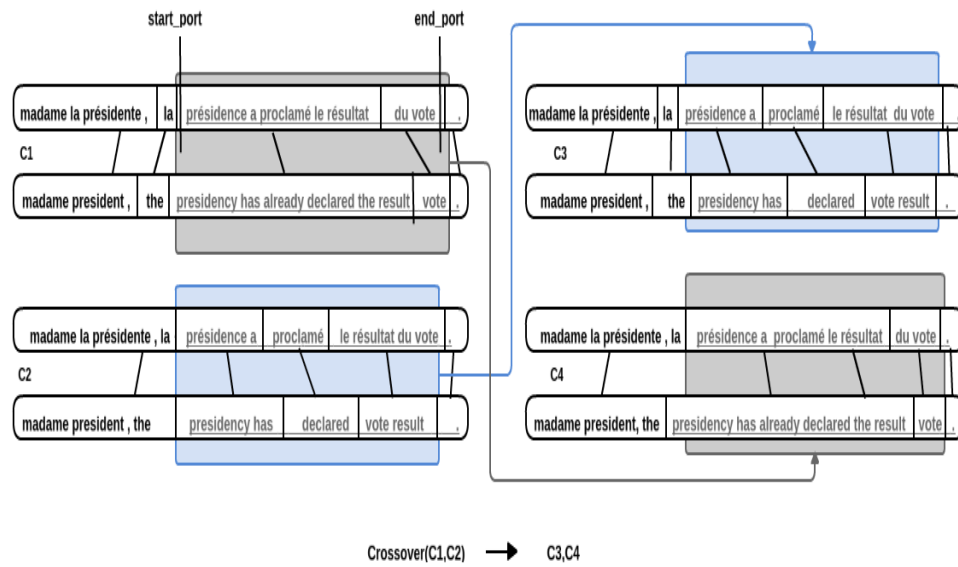 start_port end_port
madame la présidente , la présidence a proclamé le résultat du vote .
C1
madame president , the presidency has already declared the result vote .
madame la présidente , la présidence a proclamé le résultat du vote .
C2
madame president , the presidency has declared vote result .
madame la présidente , la présidence a proclamé le résultat du vote .
C3
madame president , the presidency has declared vote result .
madame la présidente , la présidence a proclamé le résultat du vote .
C4
madame president, the presidency has already declared the result vote .
Crossover(C1,C2) C3,C4